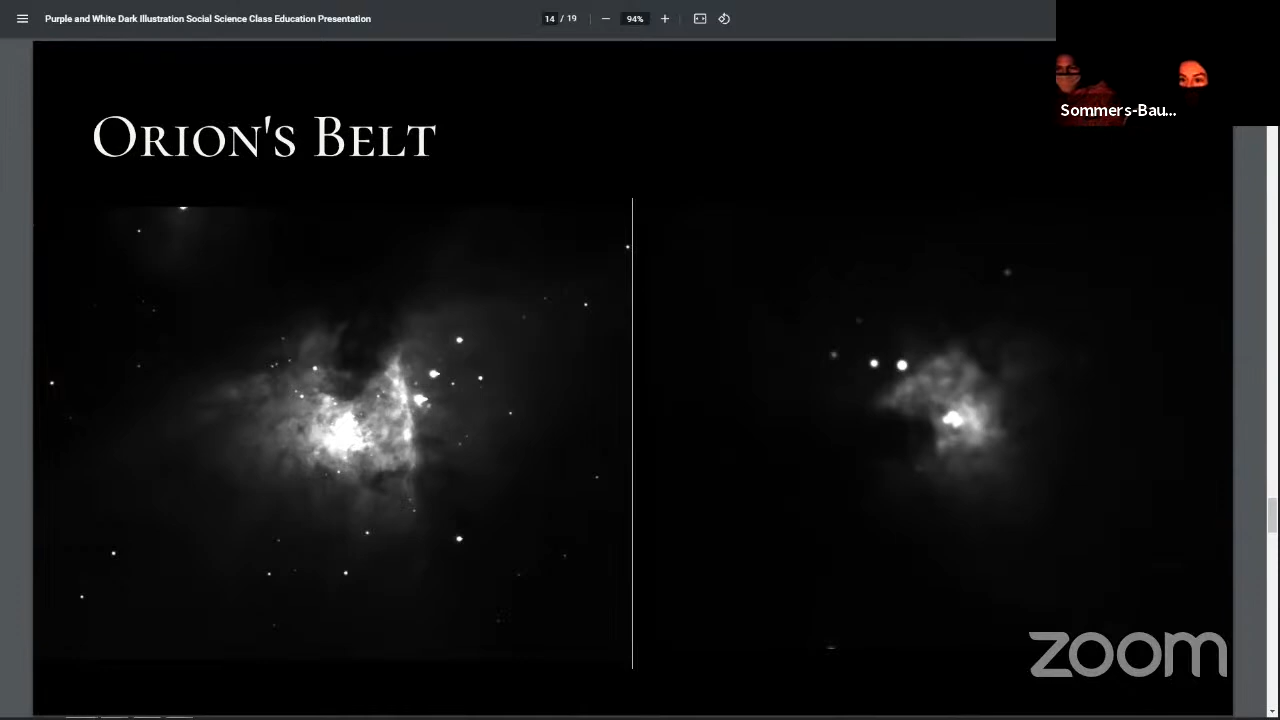 Purple and White Dark Illustration Social Science Class Education Presentation
14 / 19
94%
Sommers-Bau...
Orion's Belt
zoom